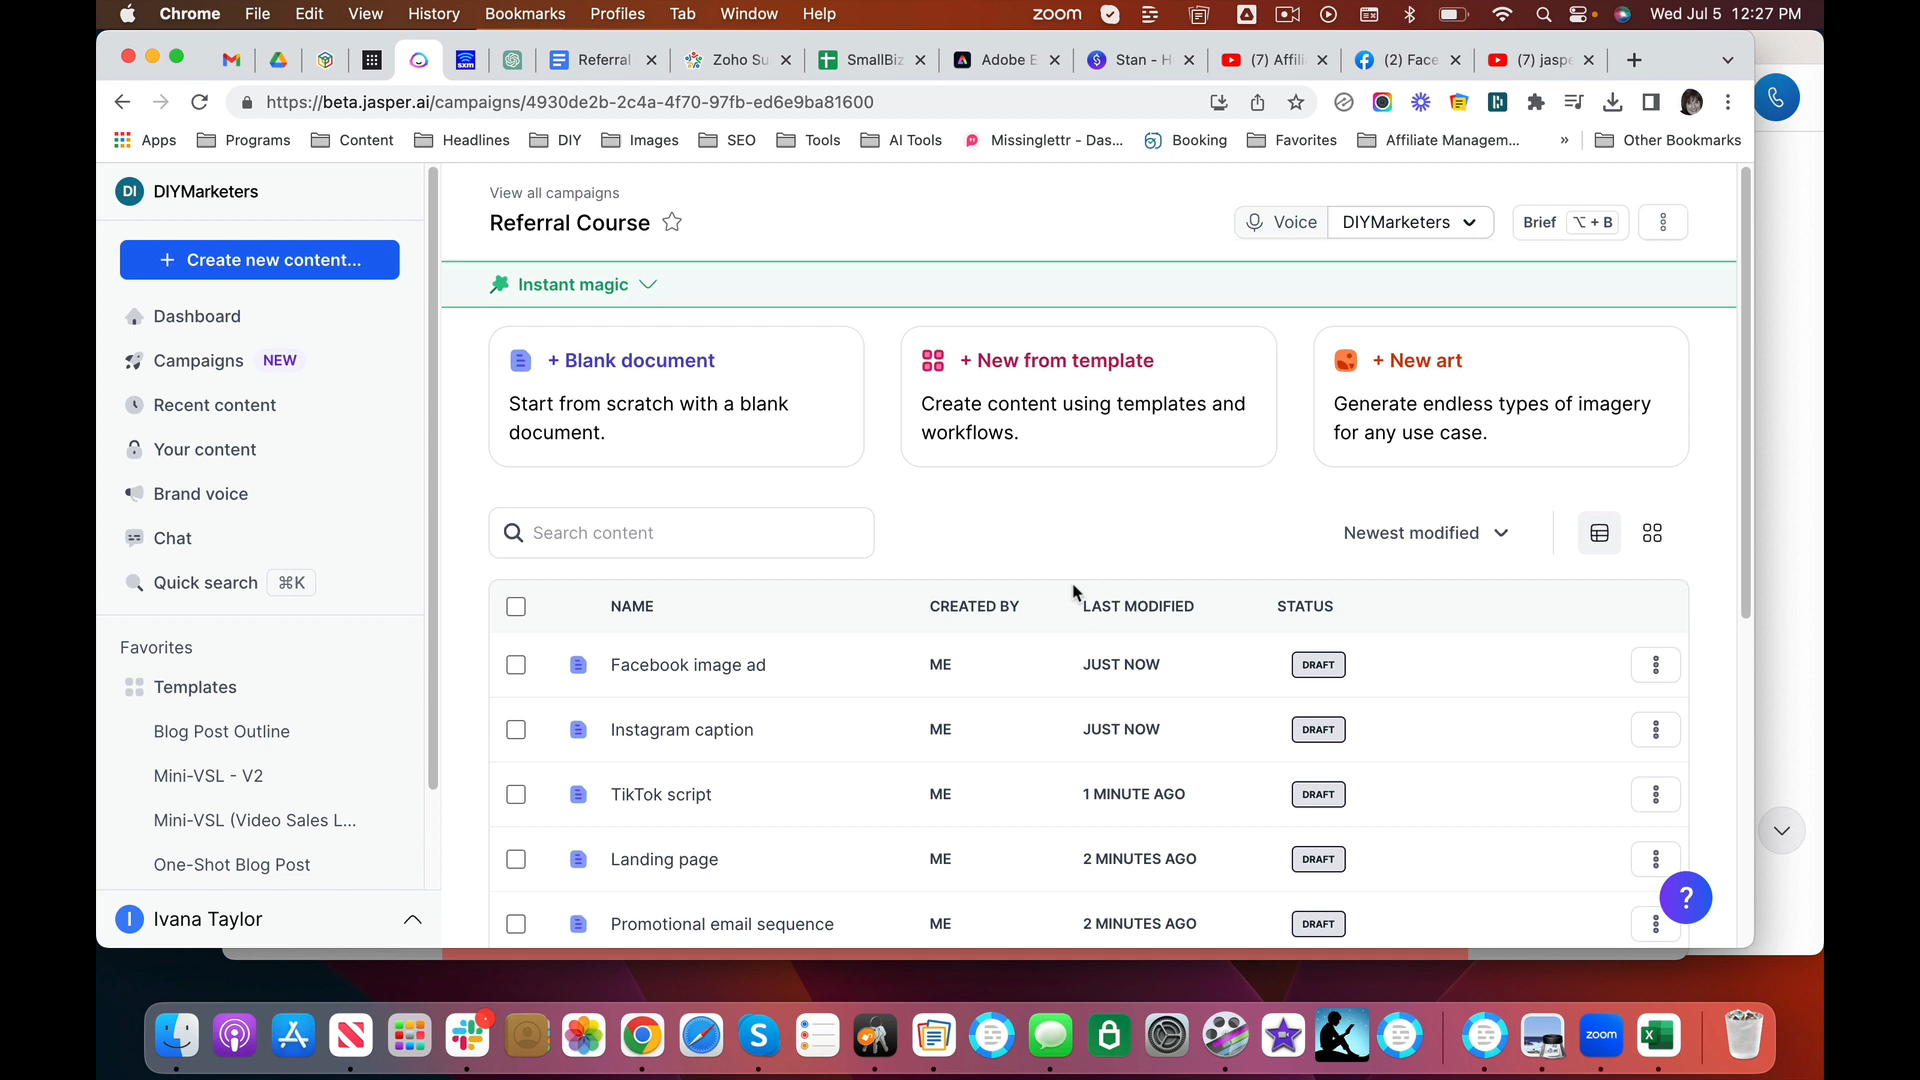 Chrome File Edit View History Bookmarks Profiles Tab Window Help zoom Wed Jul 5 12:27 PM
Referral Zoho Su SmallBiz Adobe E Stan - H (7) Affili (2) Face (7) jaspe
https://beta.jasper.ai/campaigns/4930de2b-2c4a-4f70-97fb-ed6e9ba81600
Apps Programs Content Headlines DIY Images SEO Tools AI Tools Missinglettr - Das... Booking Favorites Affiliate Managem... » Other Bookmarks
DI DIYMarketers
+ Create new content...
Dashboard
Campaigns NEW
Recent content
Your content
Brand voice
Chat
Quick search ⌘K
Favorites
Templates
Blog Post Outline
Mini-VSL - V2
Mini-VSL (Video Sales L...
One-Shot Blog Post
I Ivana Taylor
View all campaigns
Referral Course
Voice DIYMarketers Brief ⌥ + B
Instant magic
+ Blank document
Start from scratch with a blank
document.
+ New from template
Create content using templates and
workflows.
+ New art
Generate endless types of imagery
for any use case.
Search content
Newest modified
NAME CREATED BY LAST MODIFIED STATUS
Facebook image ad ME JUST NOW DRAFT
Instagram caption ME JUST NOW DRAFT
TikTok script ME 1 MINUTE AGO DRAFT
Landing page ME 2 MINUTES AGO DRAFT
Promotional email sequence ME 2 MINUTES AGO DRAFT
?
zoom